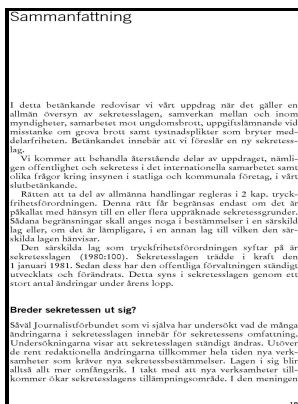 Sammanfattning
I detta betänkande redovisar vi vårt uppdrag när det gäller en
allmän översyn av sekretesslagen, samverkan mellan och inom
myndigheter, samarbetet mot ungdomsbrott, uppgiftslämnande vid
misstanke om grova brott samt tystnadsplikter som bryter med-
delarfriheten. Betänkandet innebär att vi föreslår en ny sekretess-
lag.
Vi kommer att behandla återstående delar av uppdraget, nämli-
gen offentlighet och sekretess i det internationella samarbetet samt
olika frågor kring insynen i statliga och kommunala företag, i vårt
slutbetänkande.
Rätten att ta del av allmänna handlingar regleras i 2 kap. tryck-
frihetsförordningen. Denna rätt får begränsas endast om det är
påkallat med hänsyn till en eller flera uppräknade sekretessgrunder.
Sådana begränsningar skall anges noga i bestämmelser i en särskild
lag eller, om det är lämpligare, i en annan lag till vilken den sär-
skilda lagen hänvisar.
Den särskilda lag som tryckfrihetsförordningen syftar på är
sekretesslagen (1980:100). Sekretesslagen trädde i kraft den
1 januari 1981. Sedan dess har den offentliga förvaltningen ständigt
utvecklats och förändrats. Detta syns i sekretesslagen genom ett
stort antal ändringar under årens lopp.
Breder sekretessen ut sig?
Såväl Journalistförbundet som vi själva har undersökt vad de många
ändringarna i sekretesslagen innebär för sekretessens omfattning.
Undersökningarna visar att sekretesslagen ständigt ändras. Utöver
de rent redaktionella ändringarna tillkommer hela tiden nya verk-
samheter som kräver nya sekretessbestämmelser. Lagen i sig blir
alltså allt mer omfångsrik. I takt med att nya verksamheter till-
kommer ökar sekretesslagens tillämpningsområde. I den meningen